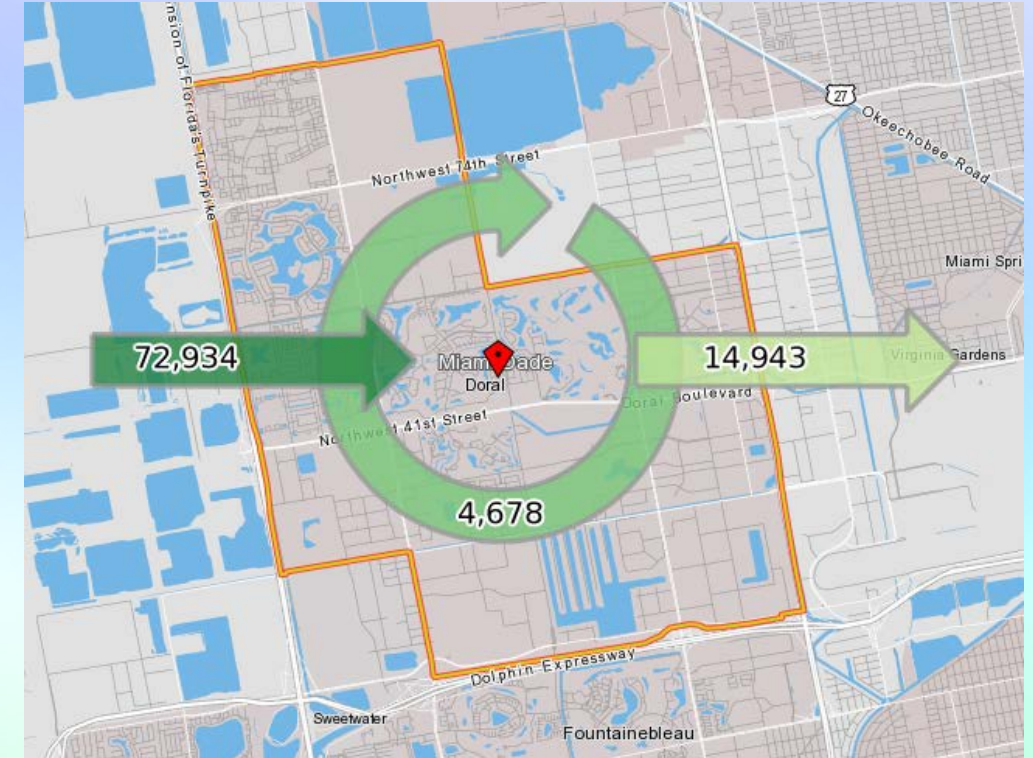 nsion of Florida's Turnpike
27
Okeechobee Road
Northwest 74th Street
Miami Spri
72,934
14,943
Virginia Gardens
Miami-Dade
Doral
Doral Boulevard
Northwest 41st Street
4,678
Dolphin Expressway
Sweetwater
Fountainebleau